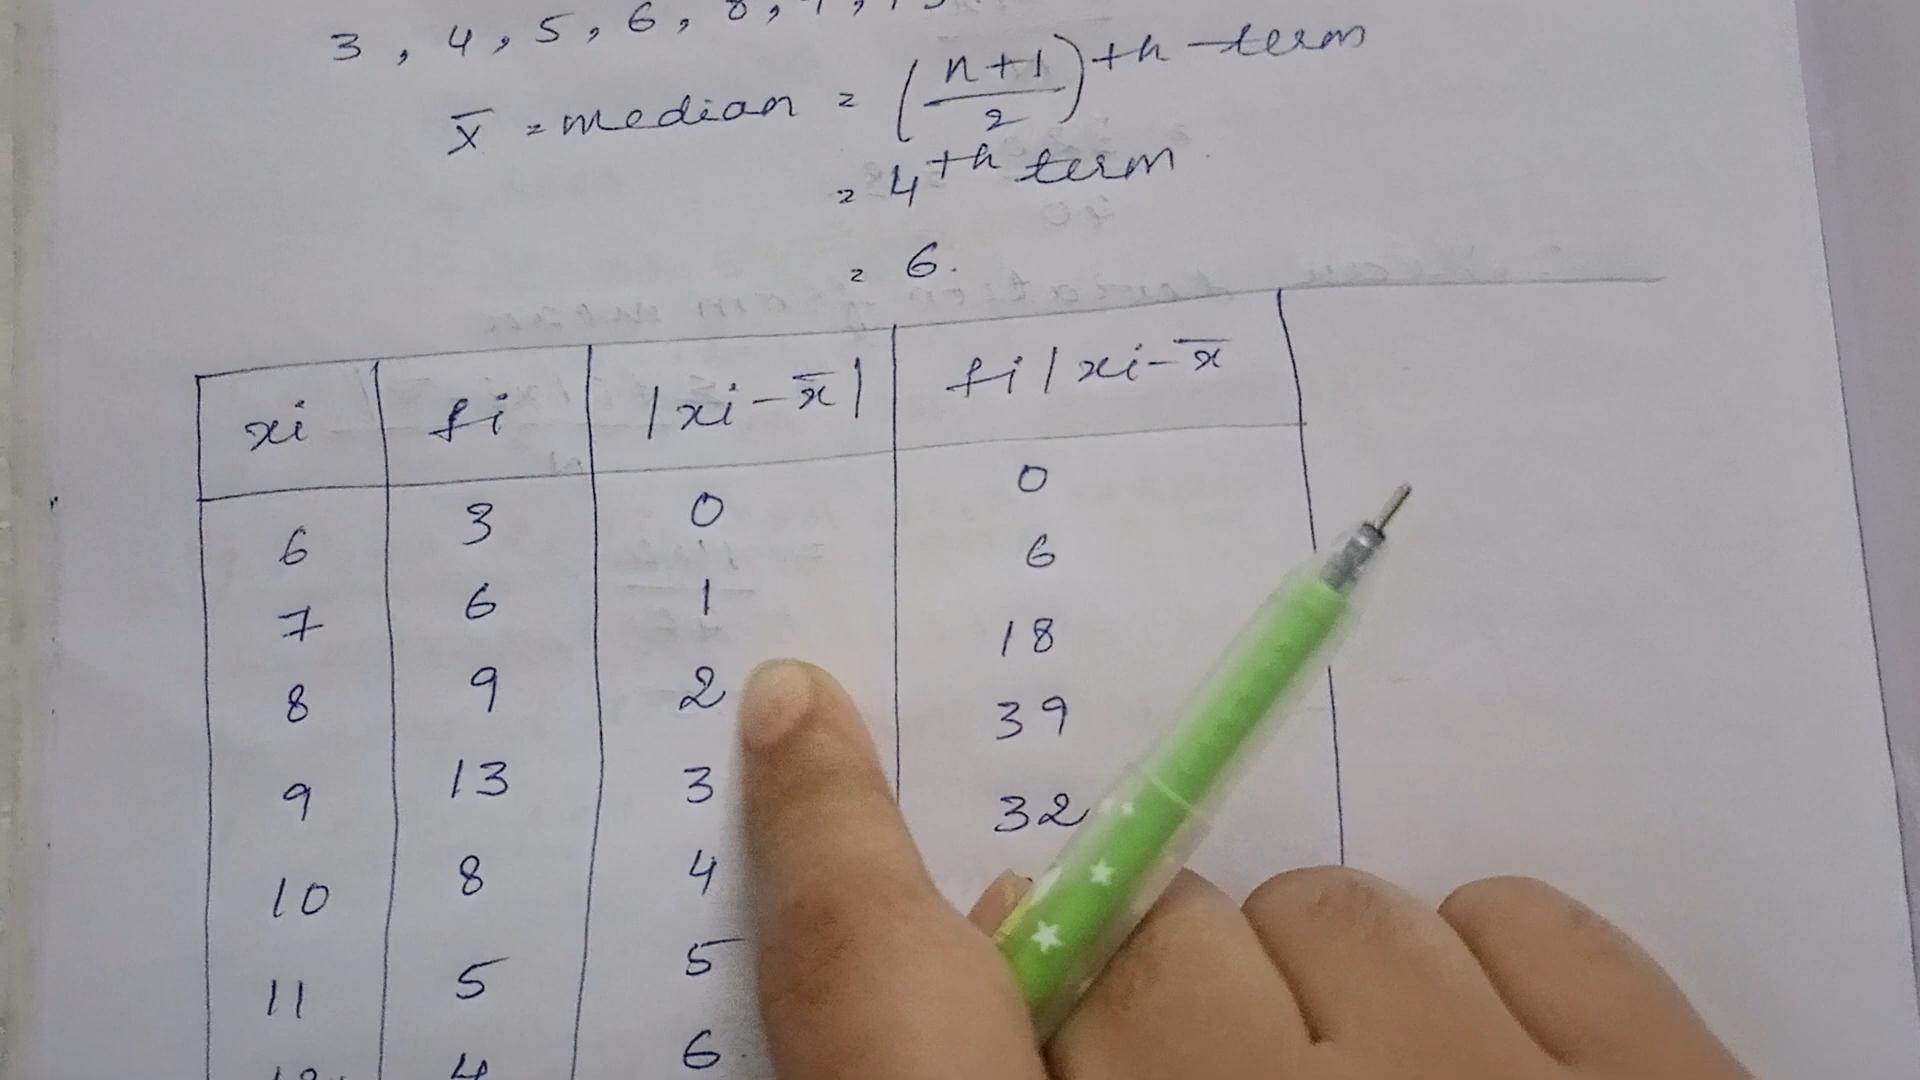 3, 4, 5, 6, 8,
x̄ = median = (n+1/2)th term
= 4th term
= 6.
xi fi |xi-x̄| fi|xi-x̄
6 3 0 0
7 6 1 6
8 9 2 18
9 13 3 39
10 8 4 32
11 5 5
4 6